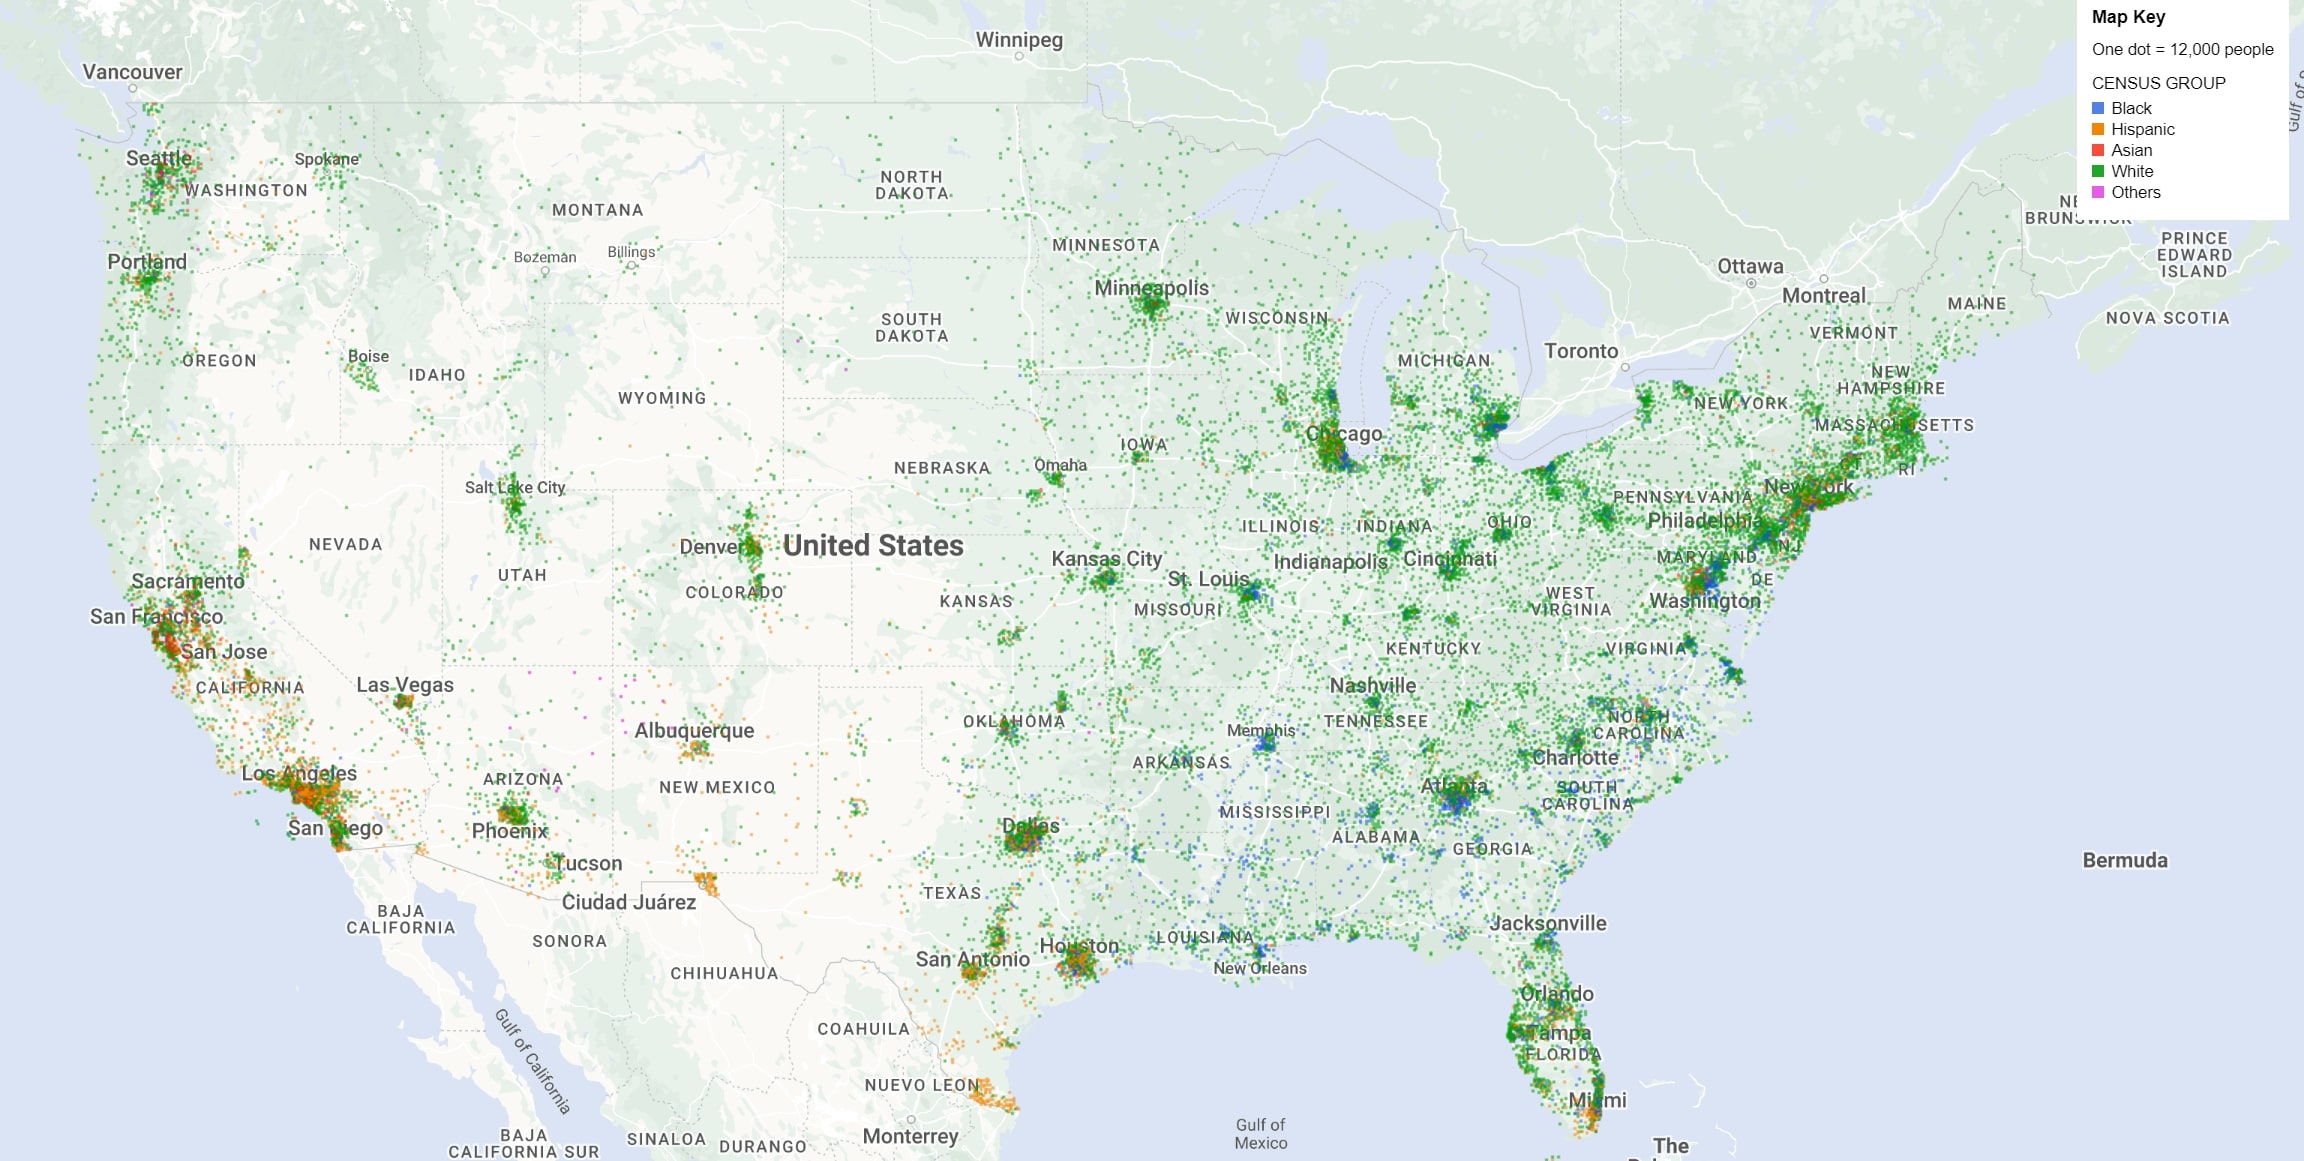 Map Key
One dot = 12,000 people
CENSUS GROUP
Black
Hispanic
Asian
White
Others
Winnipeg
Vancouver
Seattle
Spokane
WASHINGTON
NORTH
DAKOTA
MONTANA
MINNESOTA
Bozeman
Billings
Portland
Minneapolis
Ottawa
Montreal
PRINCE
EDWARD
ISLAND
MAINE
NOVA SCOTIA
SOUTH
DAKOTA
WISCONSIN
VERMONT
Toronto
MICHIGAN
OREGON
Boise
IDAHO
WYOMING
NEW
HAMPSHIRE
NEW YORK
MASSACHUSETTS
Chicago
IOWA
NEBRASKA
Omaha
RI
CT
Salt Lake City
New York
PENNSYLVANIA
Philadelphia
ILLINOIS
INDIANA
OHIO
NEVADA
Denver
United States
NJ
Kansas City
Indianapolis
Cincinnati
MARYLAND
DE
UTAH
Sacramento
COLORADO
KANSAS
St. Louis
MISSOURI
WEST
VIRGINIA
Washington
San Francisco
San Jose
KENTUCKY
VIRGINIA
CALIFORNIA
Las Vegas
Nashville
Albuquerque
OKLAHOMA
Memphis
TENNESSEE
NORTH
CAROLINA
Charlotte
Los Angeles
ARIZONA
NEW MEXICO
ARKANSAS
Atlanta
SOUTH
CAROLINA
San Diego
Phoenix
Dallas
MISSISSIPPI
ALABAMA
GEORGIA
Tucson
Bermuda
Ciudad Juárez
TEXAS
BAJA
CALIFORNIA
SONORA
Jacksonville
San Antonio
Houston
LOUISIANA
New Orleans
CHIHUAHUA
Orlando
COAHUILA
Tampa
FLORIDA
Gulf of California
NUEVO LEON
Miami
Monterrey
Gulf of
Mexico
BAJA
CALIFORNIA SUR
SINALOA
DURANGO
The
Gulf of